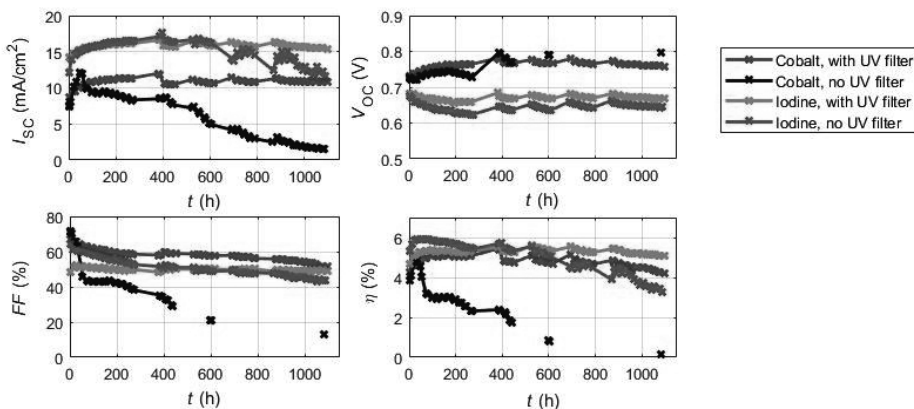 20
15
10
5
0
I_SC (mA/cm²)
0 200 400 600 800 1000
t (h)
0.9
0.8
0.7
0.6
0.5
V_OC (V)
0 200 400 600 800 1000
t (h)
Cobalt, with UV filter
Cobalt, no UV filter
Iodine, with UV filter
Iodine, no UV filter
80
60
40
20
0
FF (%)
0 200 400 600 800 1000
t (h)
6
4
2
0
η (%)
0 200 400 600 800 1000
t (h)